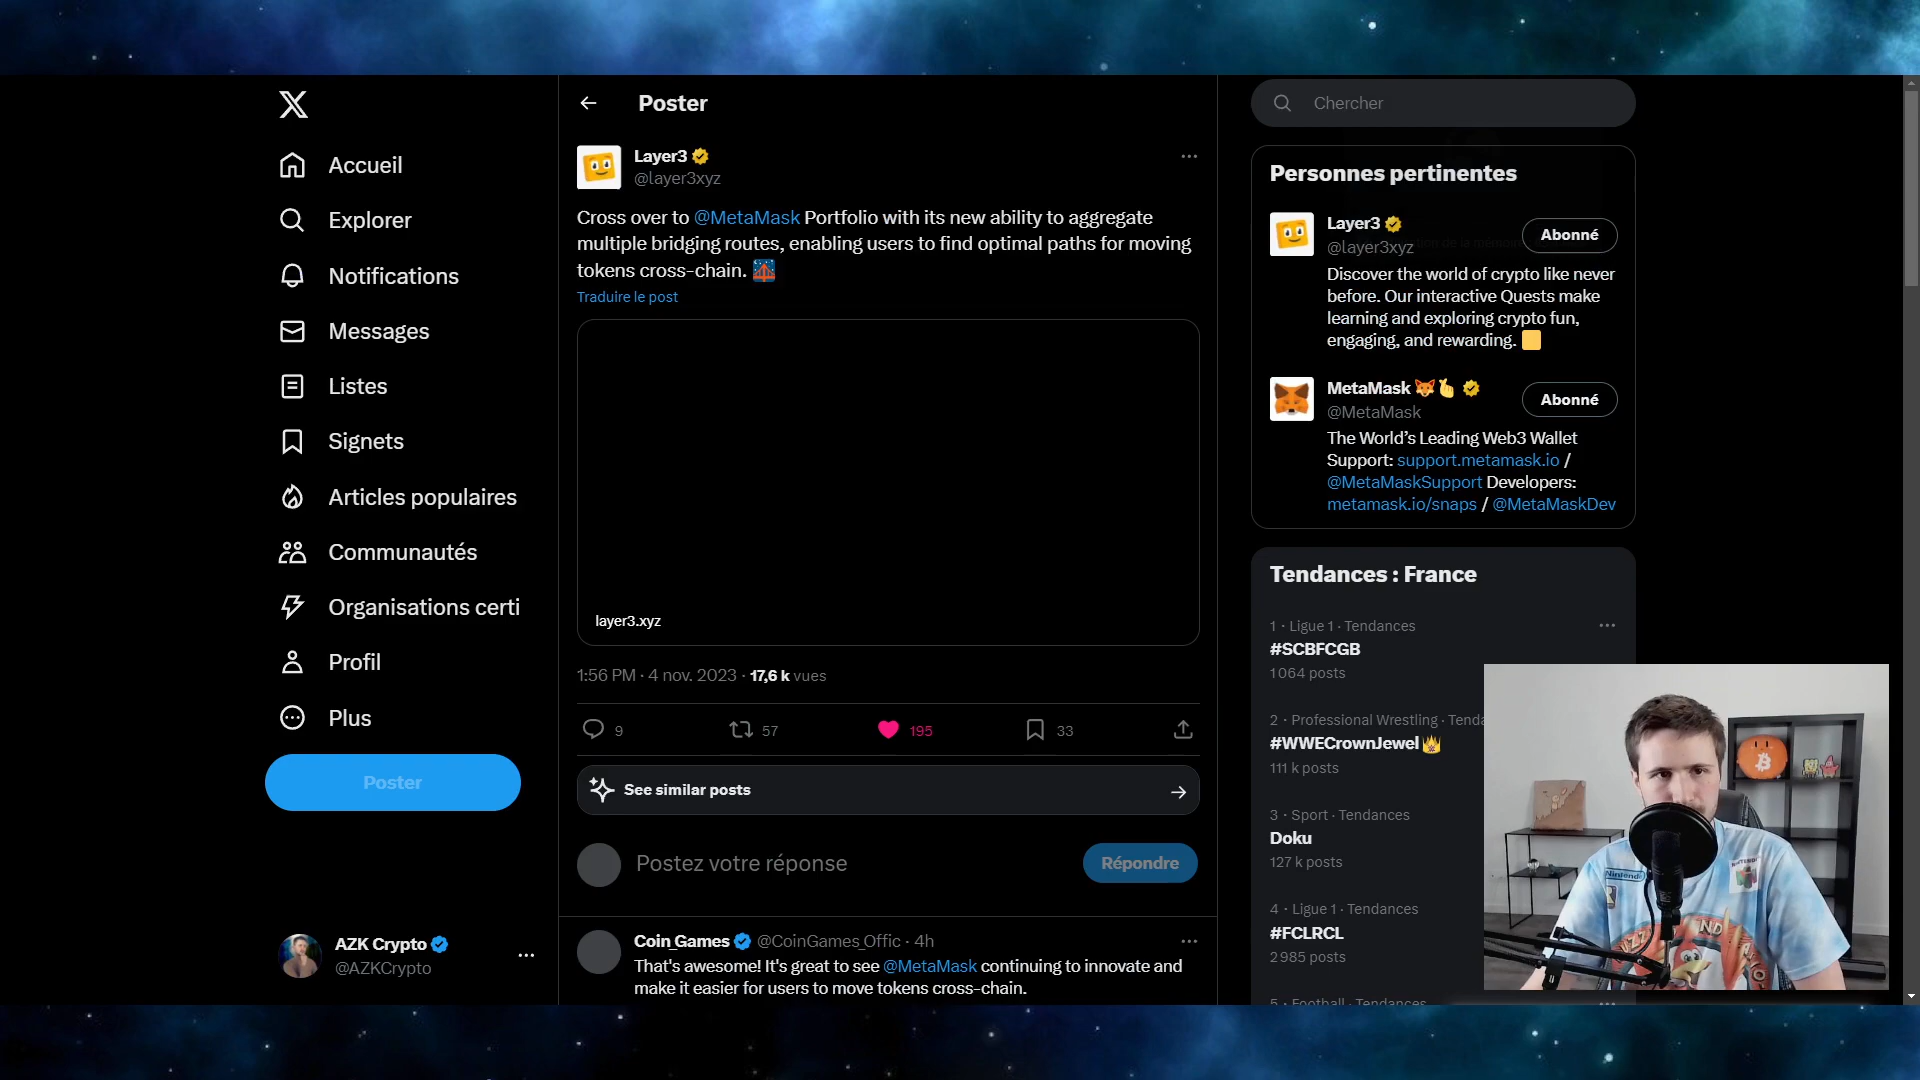 Accueil
Explorer
Notifications
Messages
Listes
Signets
Articles populaires
Communautés
Organisations certi
Profil
Plus
Poster
AZK Crypto
@AZKCrypto
Poster
Layer3
@layer3xyz
Cross over to @MetaMask Portfolio with its new ability to aggregate
multiple bridging routes, enabling users to find optimal paths for moving
tokens cross-chain.
Traduire le post
layer3.xyz
1:56 PM · 4 nov. 2023 · 17,6 k vues
9
57
195
33
See similar posts
Postez votre réponse
Répondre
Coin Games @CoinGames_Offic · 4h
That's awesome! It's great to see @MetaMask continuing to innovate and
make it easier for users to move tokens cross-chain.
Chercher
Personnes pertinentes
Layer3
@layer3xyz
Abonné
Discover the world of crypto like never
before. Our interactive Quests make
learning and exploring crypto fun,
engaging, and rewarding.
MetaMask
@MetaMask
Abonné
The World’s Leading Web3 Wallet
Support: support.metamask.io /
@MetaMaskSupport Developers:
metamask.io/snaps / @MetaMaskDev
Tendances : France
1 · Ligue 1 · Tendances
#SCBFCGB
1 064 posts
2 · Professional Wrestling · Tenda
#WWECrownJewel
111 k posts
3 · Sport · Tendances
Doku
127 k posts
4 · Ligue 1 · Tendances
#FCLRCL
2 985 posts
5 · Football · Tendances
Nintendo